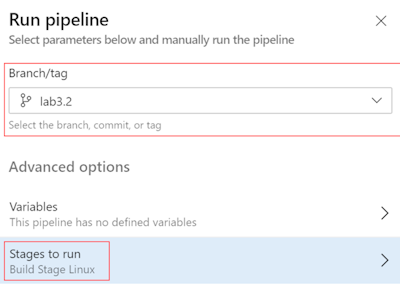 Run pipeline
Select parameters below and manually run the pipeline
Branch/tag
lab3.2
Select the branch, commit, or tag
Advanced options
Variables
This pipeline has no defined variables
Stages to run
Build Stage Linux